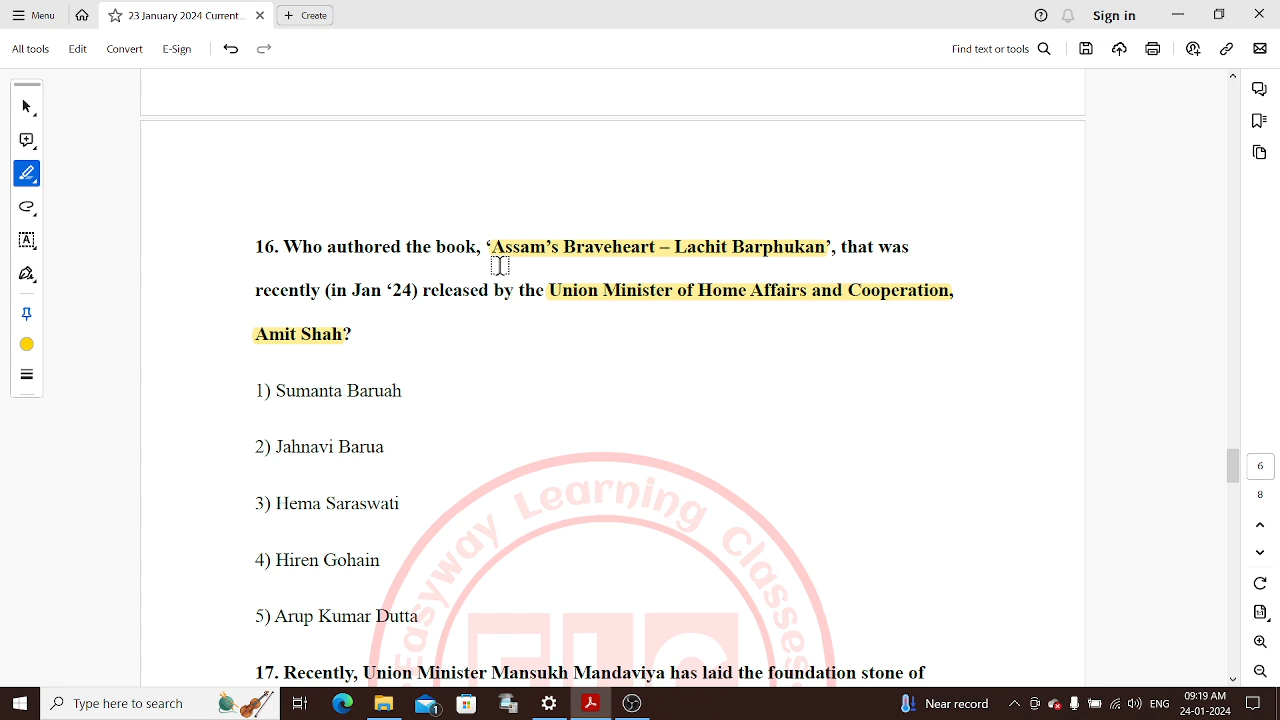 Menu
23 January 2024 Current...
Create
Sign in
All tools
Edit
Convert
E-Sign
Find text or tools
16. Who authored the book, ‘Assam’s Braveheart – Lachit Barphukan’, that was
recently (in Jan ‘24) released by the Union Minister of Home Affairs and Cooperation,
Amit Shah?
1) Sumanta Baruah
2) Jahnavi Barua
3) Hema Saraswati
4) Hiren Gohain
5) Arup Kumar Dutta
Easyway Learning Classes
ELC
17. Recently, Union Minister Mansukh Mandaviya has laid the foundation stone of
6
8
Type here to search
Near record
ENG
09:19 AM
24-01-2024